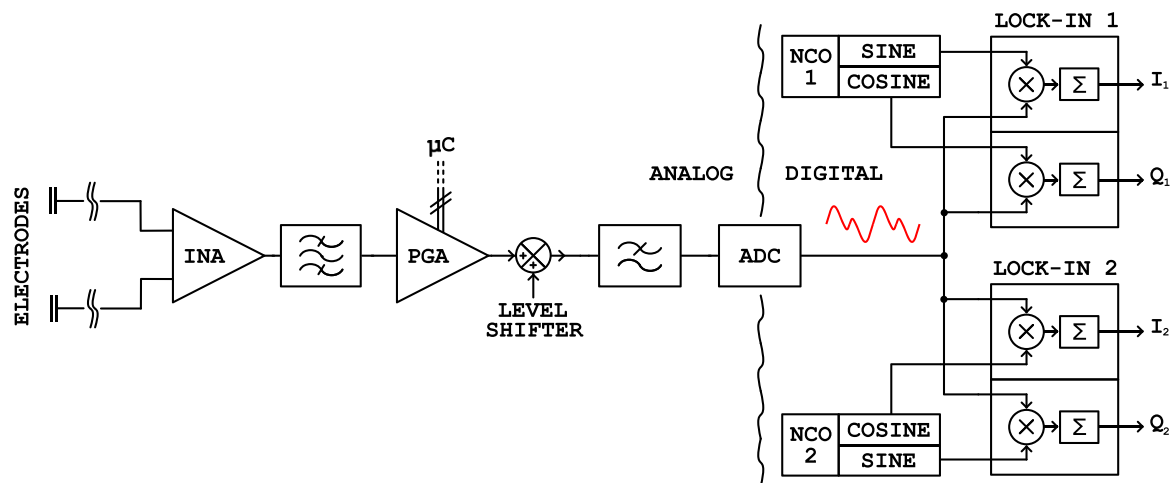 LOCK-IN 1
NCO
1
SINE
COSINE
Σ
I₁
Σ
Q₁
µC
ANALOG
DIGITAL
ELECTRODES
INA
PGA
ADC
LEVEL
SHIFTER
LOCK-IN 2
Σ
I₂
NCO
2
COSINE
SINE
Σ
Q₂